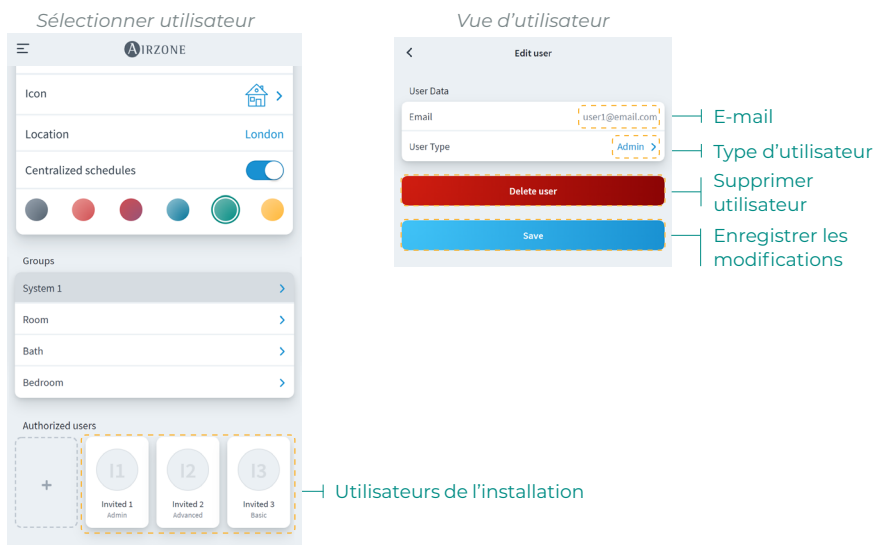 Sélectionner utilisateur
AIRZONE
Icon
Location
London
Centralized schedules
Groups
System 1
Room
Bath
Bedroom
Authorized users
+
I1
Invited 1
Admin
I2
Invited 2
Advanced
I3
Invited 3
Basic
Utilisateurs de l’installation
Vue d’utilisateur
Edit user
User Data
Email
user1@email.com
E-mail
User Type
Admin
Type d’utilisateur
Delete user
Supprimer
utilisateur
Save
Enregistrer les
modifications